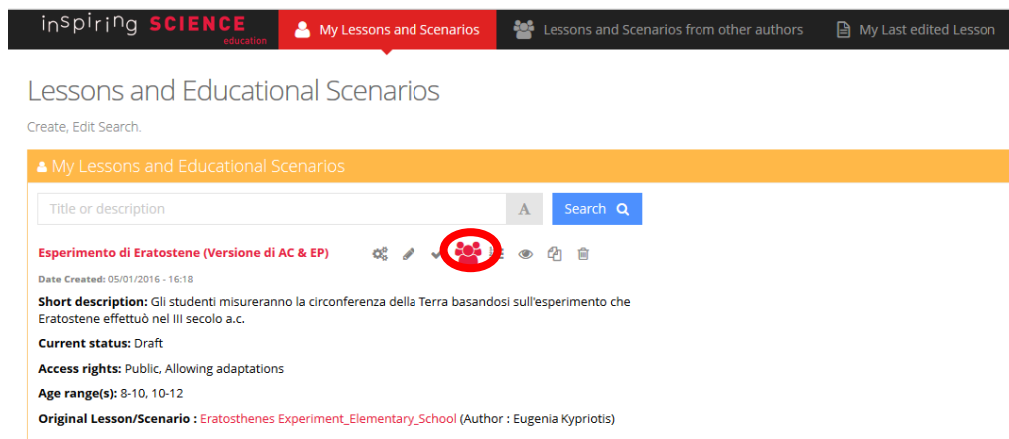 inspiring SCIENCE
education
My Lessons and Scenarios
Lessons and Scenarios from other authors
My Last edited Lesson
Lessons and Educational Scenarios
Create, Edit Search.
My Lessons and Educational Scenarios
Title or description
A
Search
Esperimento di Eratostene (Versione di AC & EP)
Date Created: 05/01/2016 - 16:18
Short description: Gli studenti misureranno la circonferenza della Terra basandosi sull'esperimento che
Eratostene effettuò nel III secolo a.c.
Current status: Draft
Access rights: Public, Allowing adaptations
Age range(s): 8-10, 10-12
Original Lesson/Scenario : Eratosthenes Experiment_Elementary_School (Author : Eugenia Kypriotis)